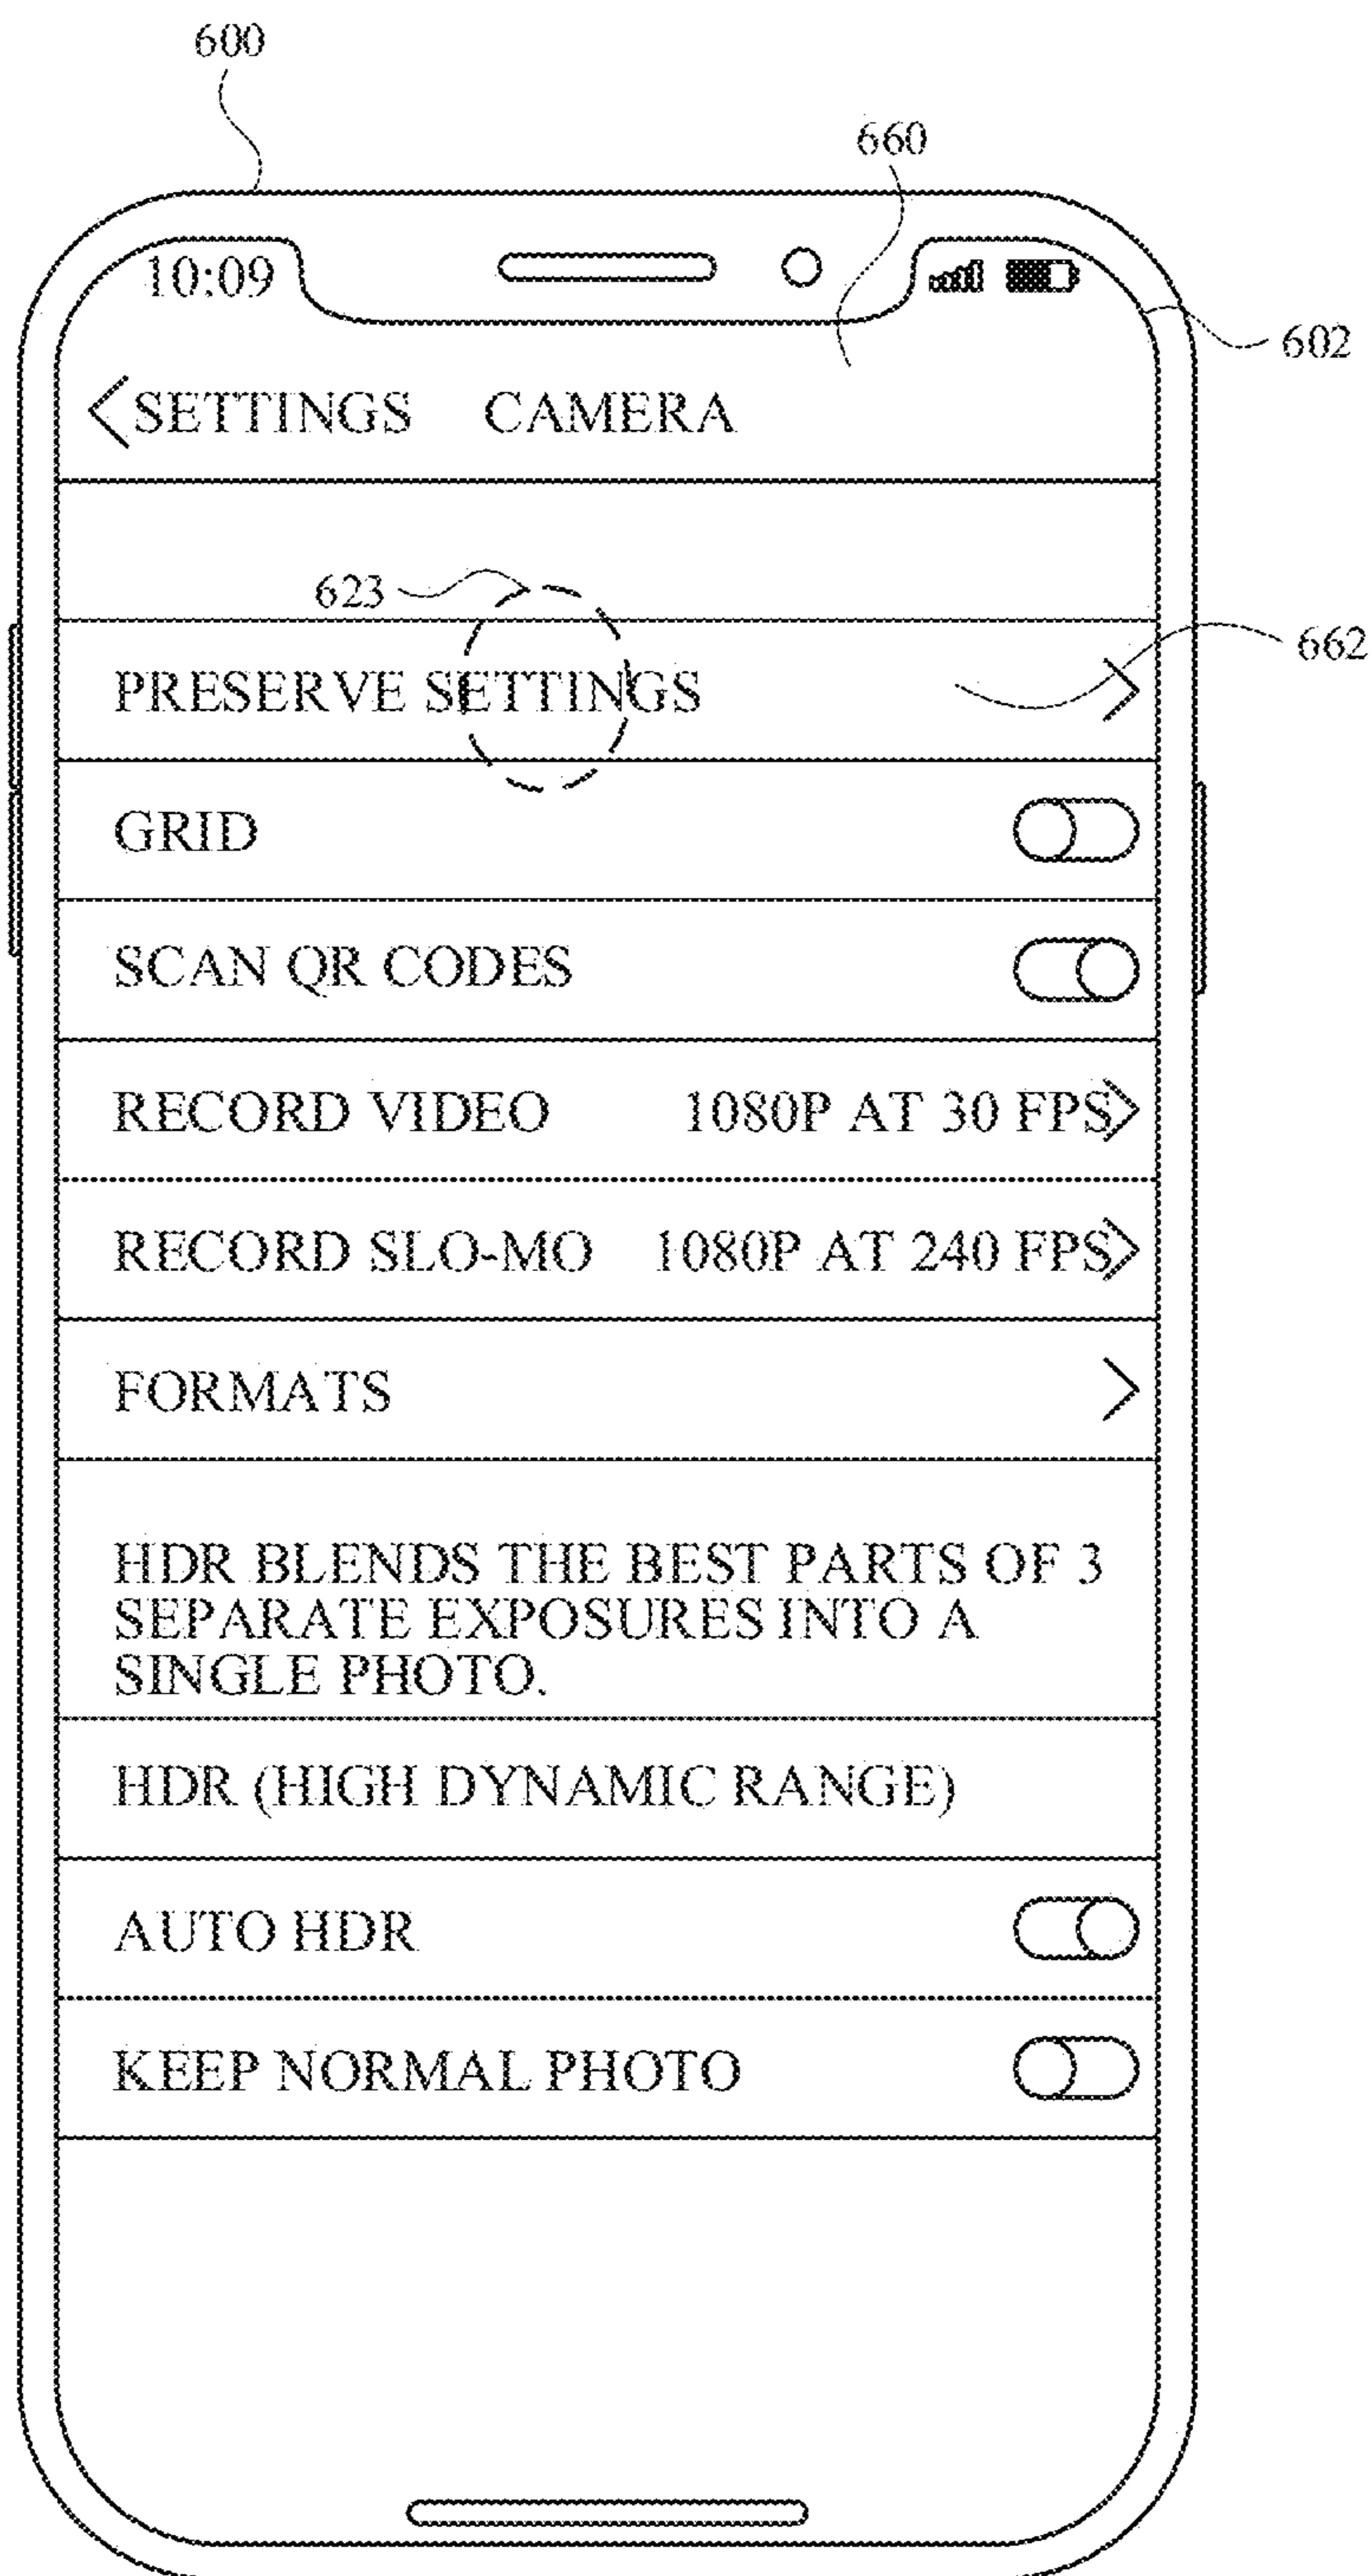 600
660
10:09
602
SETTINGS CAMERA
623
662
PRESERVE SETTINGS
GRID
SCAN QR CODES
RECORD VIDEO 1080P AT 30 FPS
RECORD SLO-MO 1080P AT 240 FPS
FORMATS
HDR BLENDS THE BEST PARTS OF 3
SEPARATE EXPOSURES INTO A
SINGLE PHOTO.
HDR (HIGH DYNAMIC RANGE)
AUTO HDR
KEEP NORMAL PHOTO